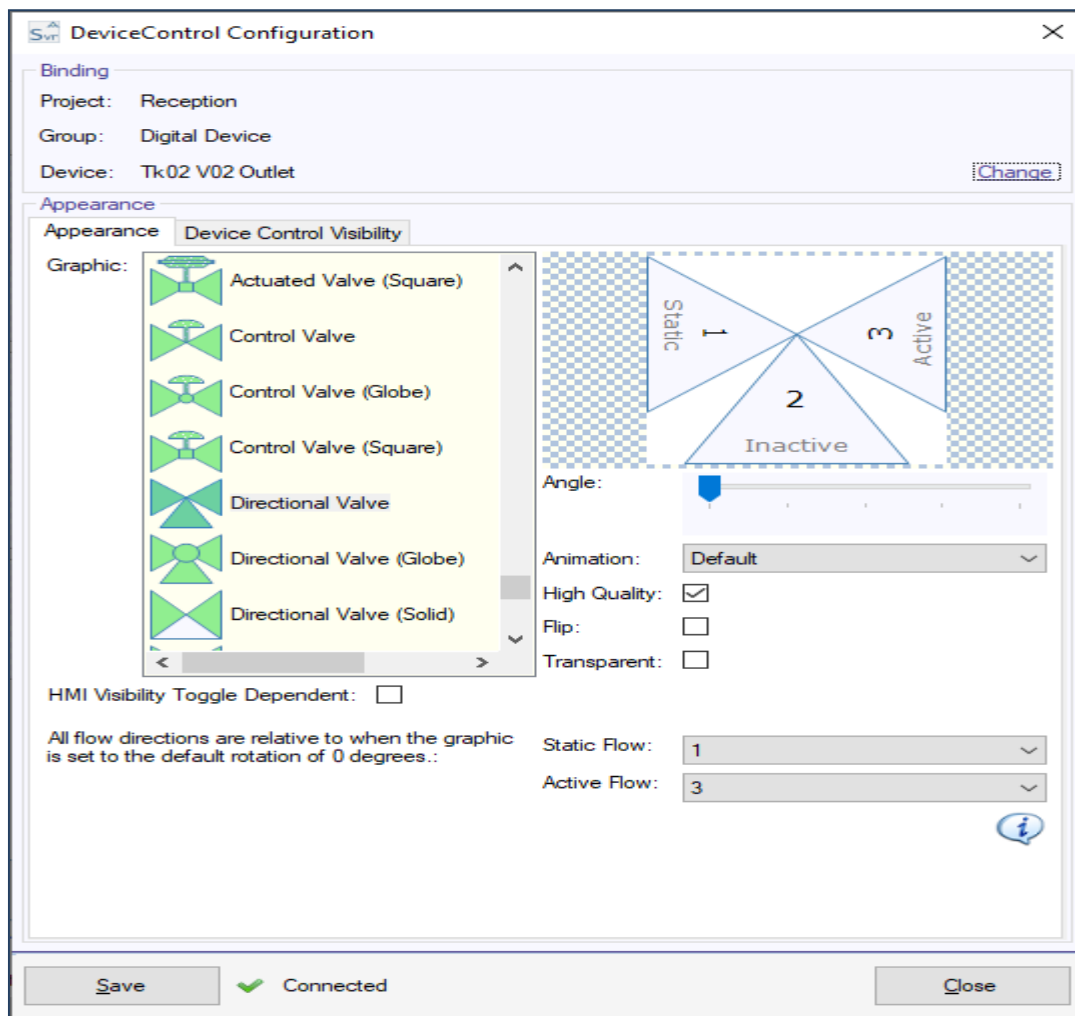 Svr DeviceControl Configuration
Binding
Project: Reception
Group: Digital Device
Device: Tk02 V02 Outlet Change
Appearance
Appearance Device Control Visibility
Graphic:
Actuated Valve (Square)
Control Valve
Control Valve (Globe)
Control Valve (Square)
Directional Valve
Directional Valve (Globe)
Directional Valve (Solid)
Static 1
3 Active
2
Inactive
Angle:
Animation: Default
High Quality:
Flip:
Transparent:
HMI Visibility Toggle Dependent:
All flow directions are relative to when the graphic
is set to the default rotation of 0 degrees.:
Static Flow: 1
Active Flow: 3
Save Connected Close